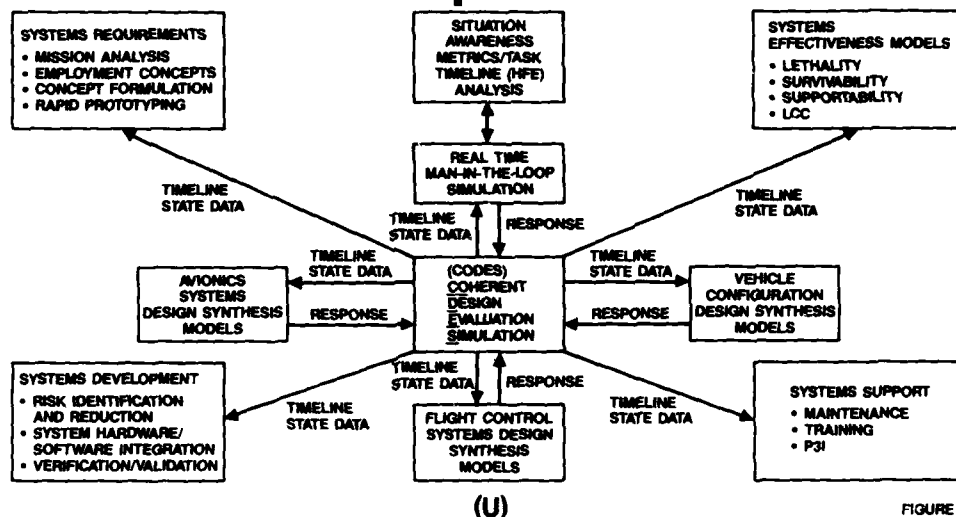 SYSTEMS REQUIREMENTS
• MISSION ANALYSIS
• EMPLOYMENT CONCEPTS
• CONCEPT FORMULATION
• RAPID PROTOTYPING
SITUATION
AWARENESS
METRICS/TASK
TIMELINE (HFE)
ANALYSIS
SYSTEMS
EFFECTIVENESS MODELS
• LETHALITY
• SURVIVABILITY
• SUPPORTABILITY
• LCC
REAL TIME
MAN-IN-THE-LOOP
SIMULATION
TIMELINE
STATE DATA
TIMELINE
STATE DATA
RESPONSE
TIMELINE
STATE DATA
AVIONICS
SYSTEMS
DESIGN SYNTHESIS
MODELS
TIMELINE
STATE DATA
RESPONSE
(CODES)
COHERENT
DESIGN
EVALUATION
SIMULATION
TIMELINE
STATE DATA
RESPONSE
VEHICLE
CONFIGURATION
DESIGN SYNTHESIS
MODELS
SYSTEMS DEVELOPMENT
• RISK IDENTIFICATION
AND REDUCTION
• SYSTEM HARDWARE/
SOFTWARE INTEGRATION
• VERIFICATION/VALIDATION
TIMELINE
STATE DATA
TIMELINE
STATE DATA
RESPONSE
FLIGHT CONTROL
SYSTEMS DESIGN
SYNTHESIS
MODELS
TIMELINE
STATE DATA
SYSTEMS SUPPORT
• MAINTENANCE
• TRAINING
• P3I
(U)
FIGURE